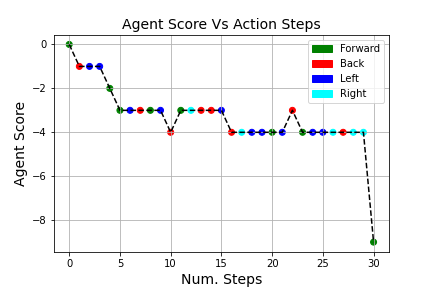 Agent Score Vs Action Steps
0
−2
−4
−6
−8
Agent Score
Forward
Back
Left
Right
0 5 10 15 20 25 30
Num. Steps